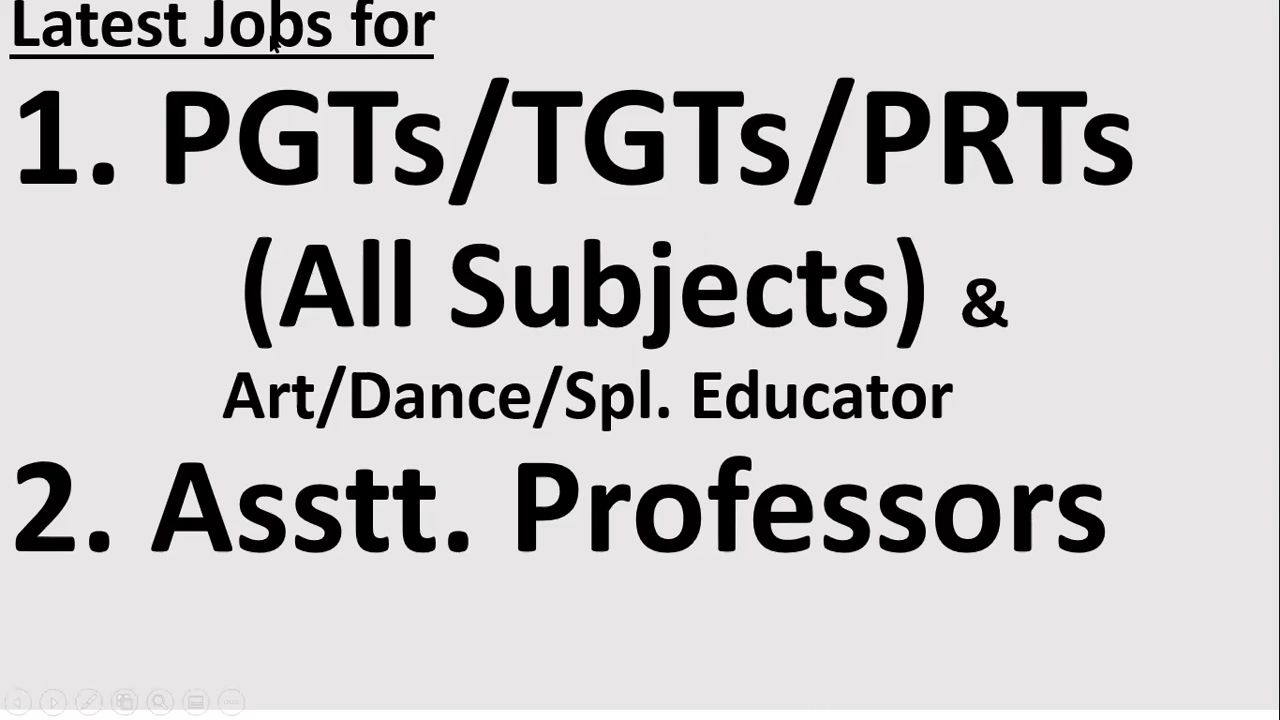 Latest Jobs for
1. PGTs/TGTs/PRTs
(All Subjects) &
Art/Dance/Spl. Educator
2. Asstt. Professors